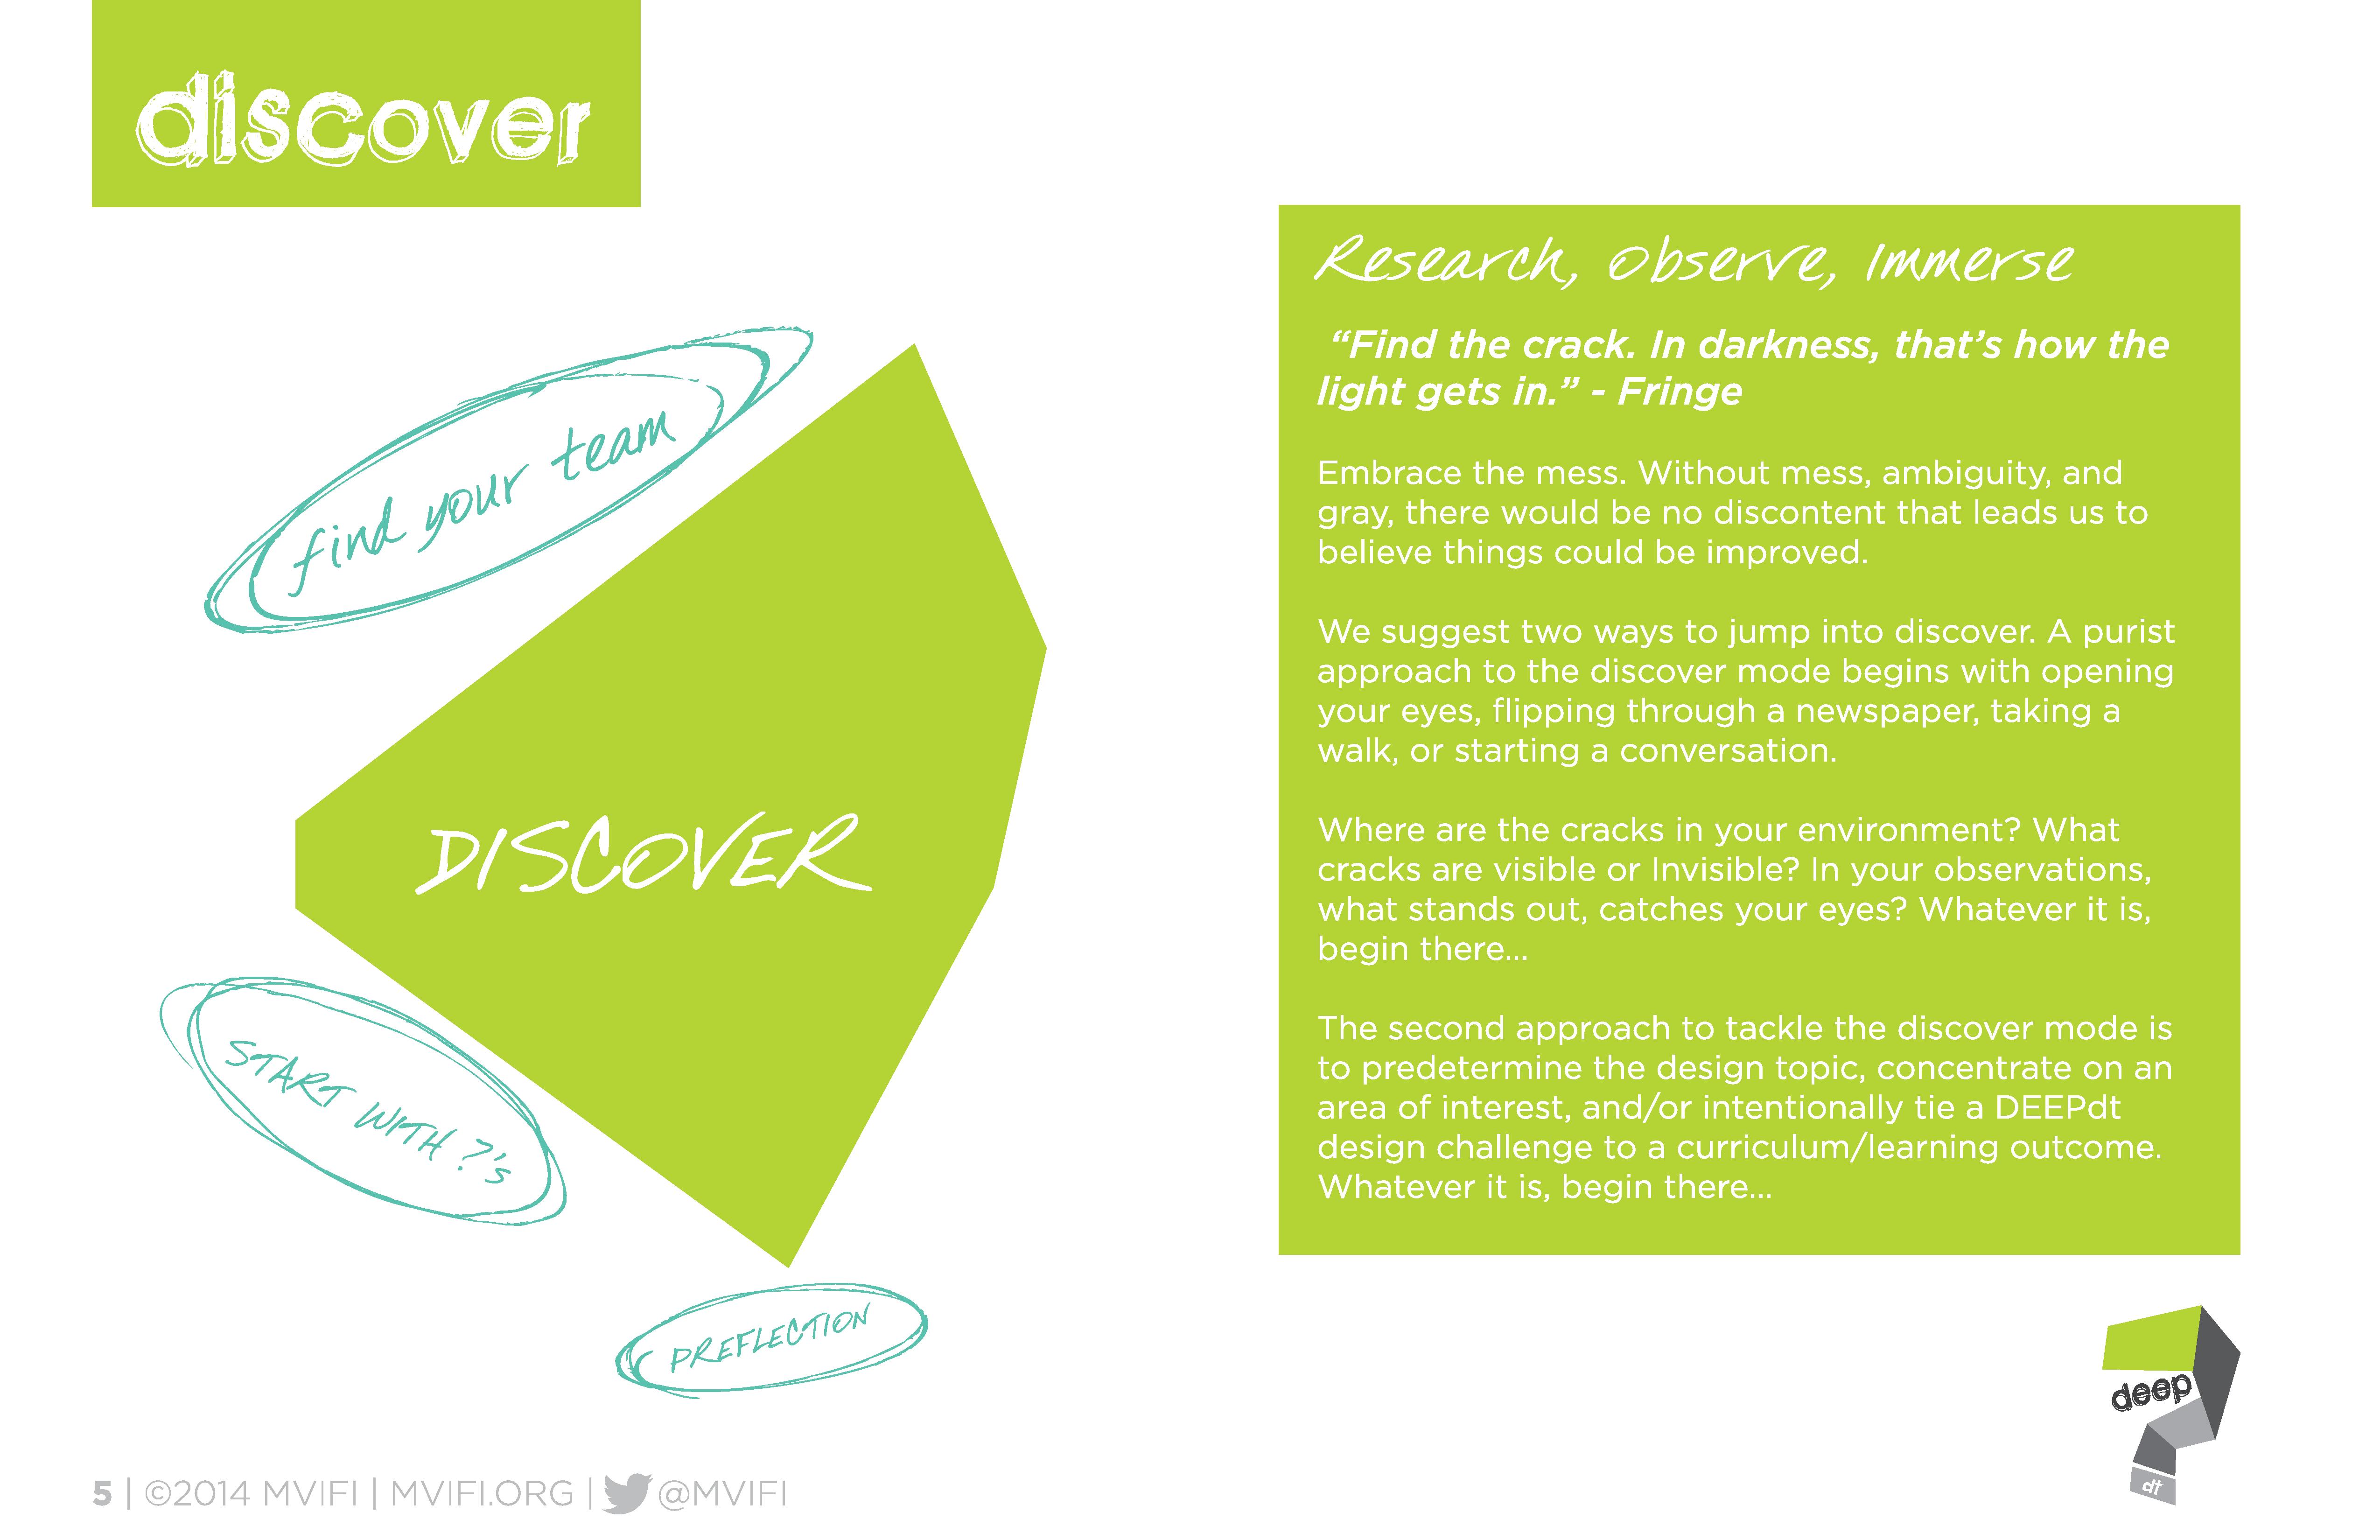 discover
find your team
DISCOVER
START WITH ?'s
PREFLECTION
Research, Observe, Immerse
“Find the crack. In darkness, that’s how the
light gets in.” - Fringe
Embrace the mess. Without mess, ambiguity, and
gray, there would be no discontent that leads us to
believe things could be improved.
We suggest two ways to jump into discover. A purist
approach to the discover mode begins with opening
your eyes, flipping through a newspaper, taking a
walk, or starting a conversation.
Where are the cracks in your environment? What
cracks are visible or Invisible? In your observations,
what stands out, catches your eyes? Whatever it is,
begin there...
The second approach to tackle the discover mode is
to predetermine the design topic, concentrate on an
area of interest, and/or intentionally tie a DEEPdt
design challenge to a curriculum/learning outcome.
Whatever it is, begin there...
deep
dt
5 | ©2014 MVIFI | MVIFI.ORG | @MVIFI